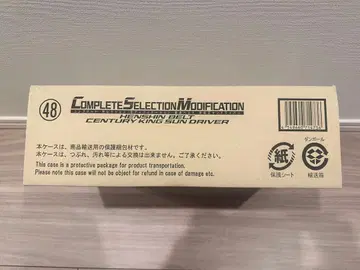 48
COMPLETE SELECTION MODIFICATION
HENSHIN BELT
CENTURY KING SUN DRIVER
本ケースは、商品輸送用の保護梱包材です。
本ケースは、つぶれ、汚れ等による交換は出来ません。ご了承ください。
This case is a protective package for product transportation.
Please note this cover will not be object for refund in case of damage etc.
紙
保護シート
ダンボール
輸送箱